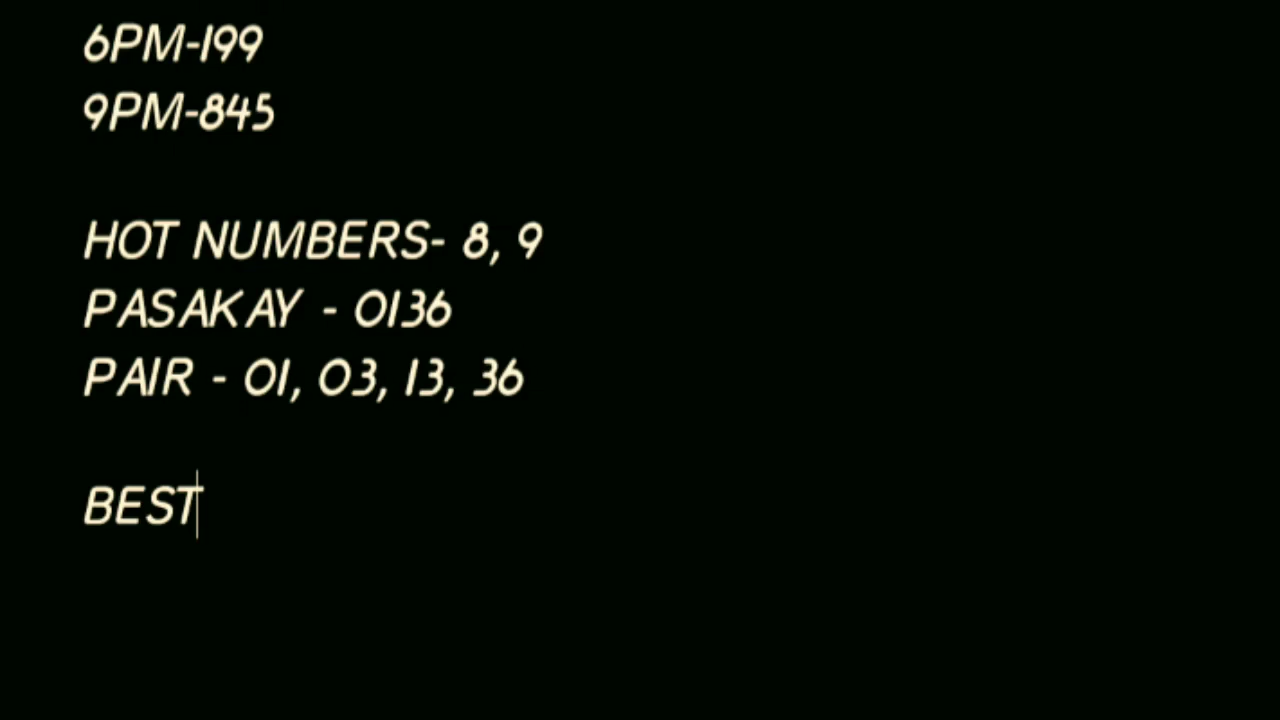 6PM-199
9PM-845
HOT NUMBERS- 8, 9
PASAKAY - 0136
PAIR - 01, 03, 13, 36
BEST